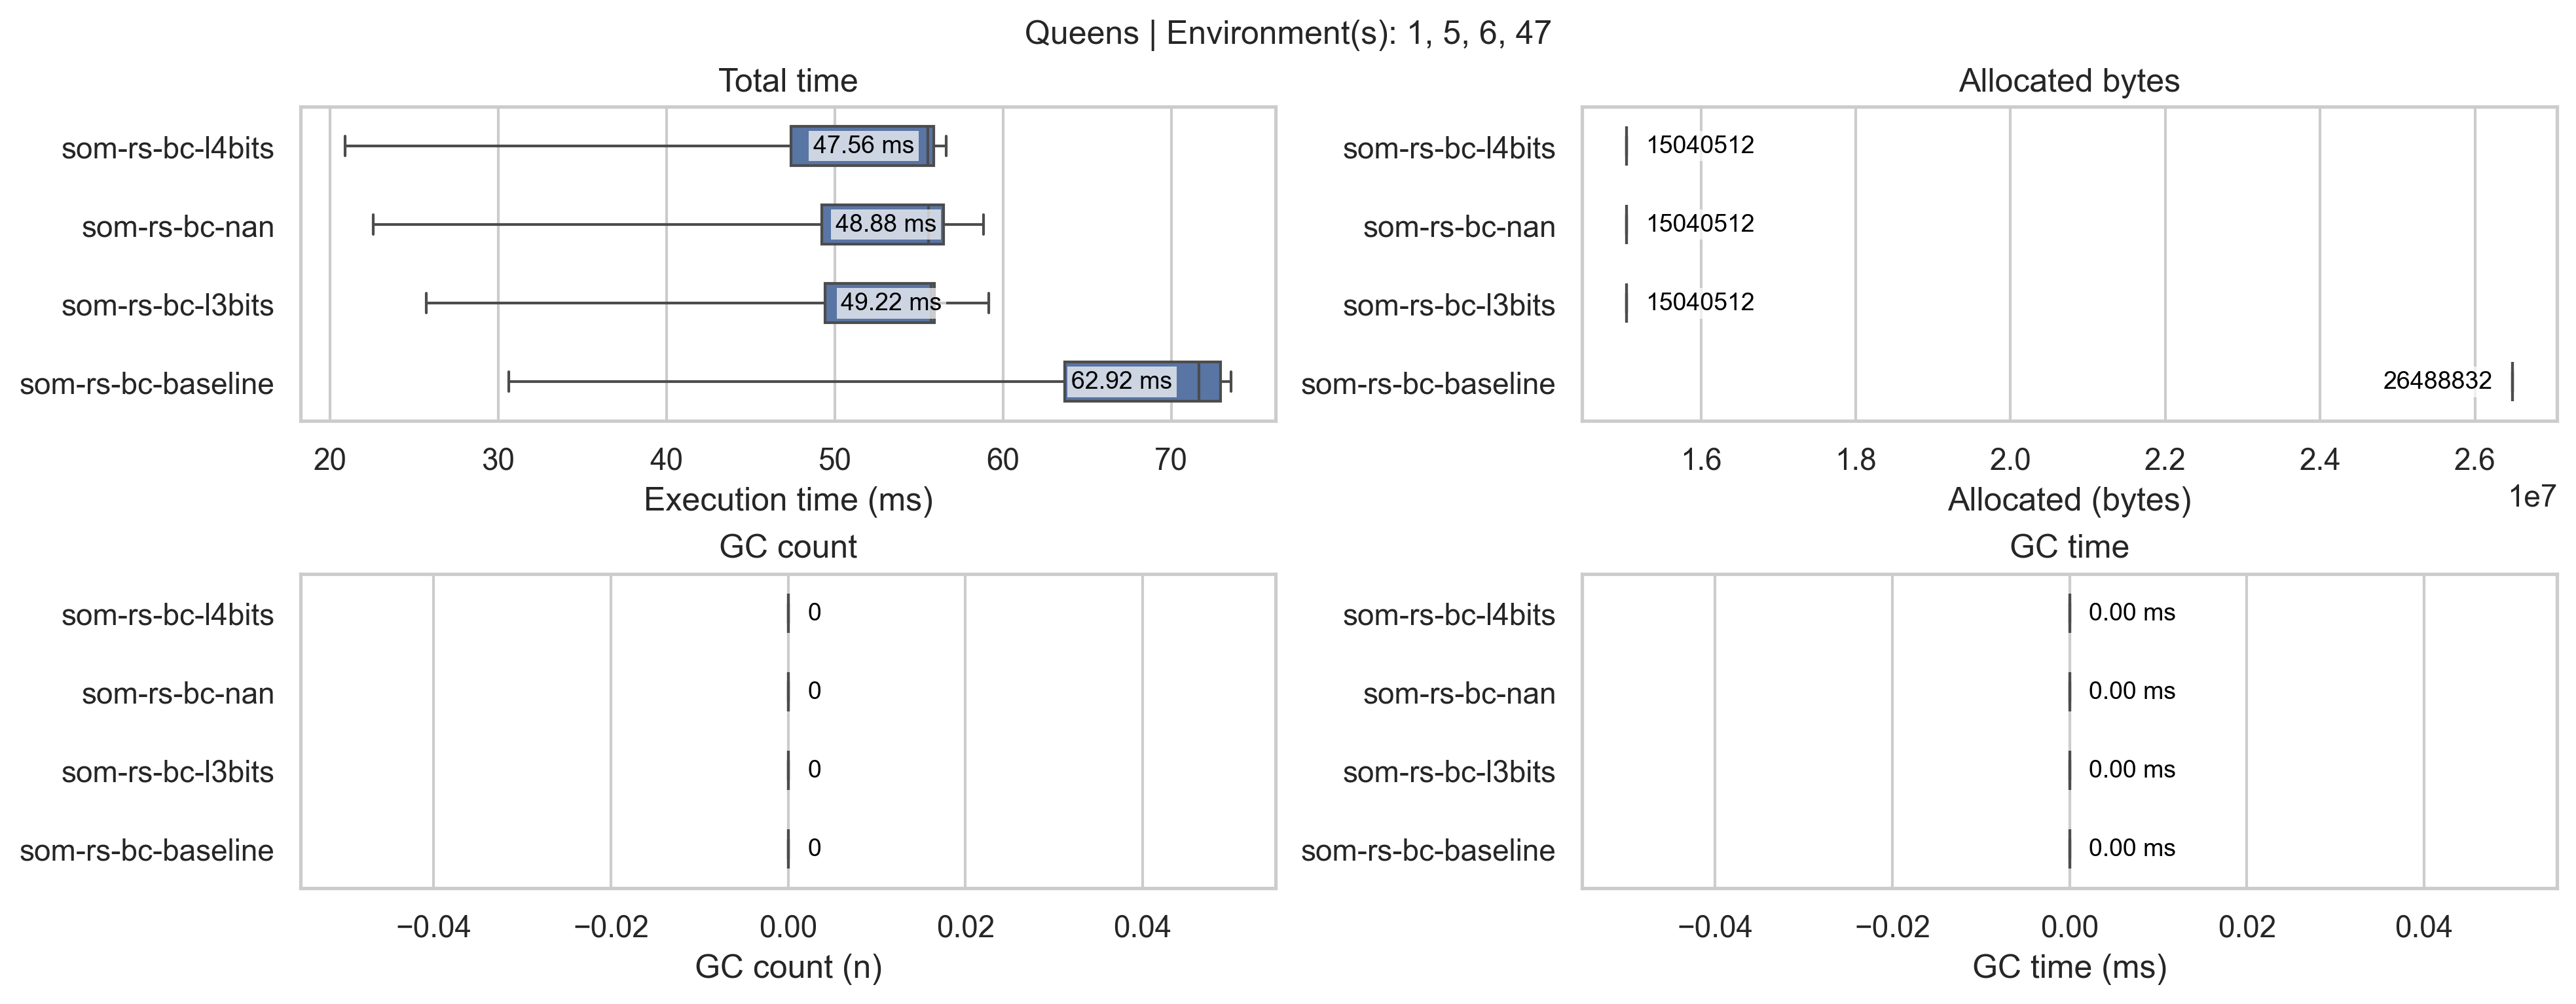 Queens | Environment(s): 1, 5, 6, 47
Total time
som-rs-bc-l4bits
47.56 ms
som-rs-bc-nan
48.88 ms
som-rs-bc-l3bits
49.22 ms
som-rs-bc-baseline
62.92 ms
20 30 40 50 60 70
Execution time (ms)
Allocated bytes
som-rs-bc-l4bits
15040512
som-rs-bc-nan
15040512
som-rs-bc-l3bits
15040512
som-rs-bc-baseline
26488832
1.6 1.8 2.0 2.2 2.4 2.6
1e7
Allocated (bytes)
GC count
som-rs-bc-l4bits
0
som-rs-bc-nan
0
som-rs-bc-l3bits
0
som-rs-bc-baseline
0
−0.04 −0.02 0.00 0.02 0.04
GC count (n)
GC time
som-rs-bc-l4bits
0.00 ms
som-rs-bc-nan
0.00 ms
som-rs-bc-l3bits
0.00 ms
som-rs-bc-baseline
0.00 ms
−0.04 −0.02 0.00 0.02 0.04
GC time (ms)